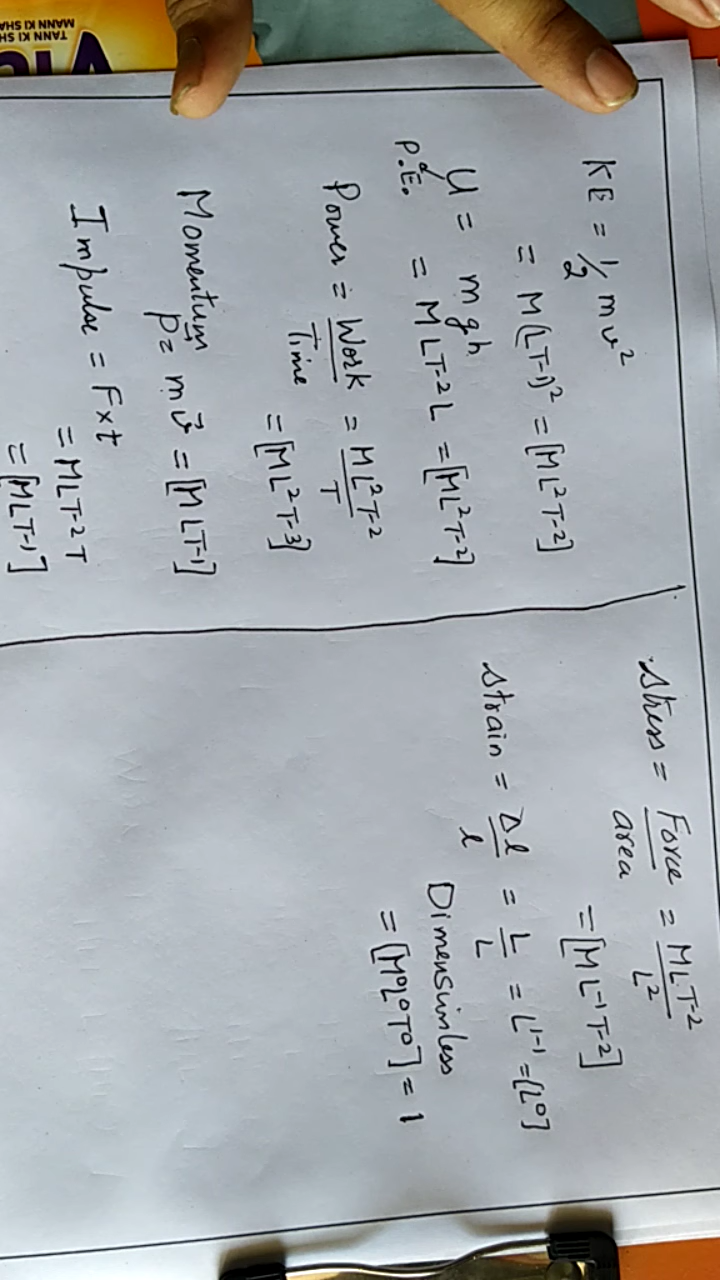 KE = 1/2 mv²
= M(LT-1)² = [ML²T-2]
U = mgh
P.E. = MLT-2L = [ML²T-2]
Power = Work/Time = ML²T-2/T
= [ML²T-3]
Momentum
p = mv⃗ = [MLT-1]
Impulse = F×t
= MLT-2T
= [MLT-1]
Stress = Force/area = MLT-2/L²
= [ML-1T-2]
Strain = Δl/l = L/L = L¹-¹ = [L⁰]
Dimensionless
= [M⁰L⁰T⁰] = 1
TANN KI SHA
MANN KI SHA